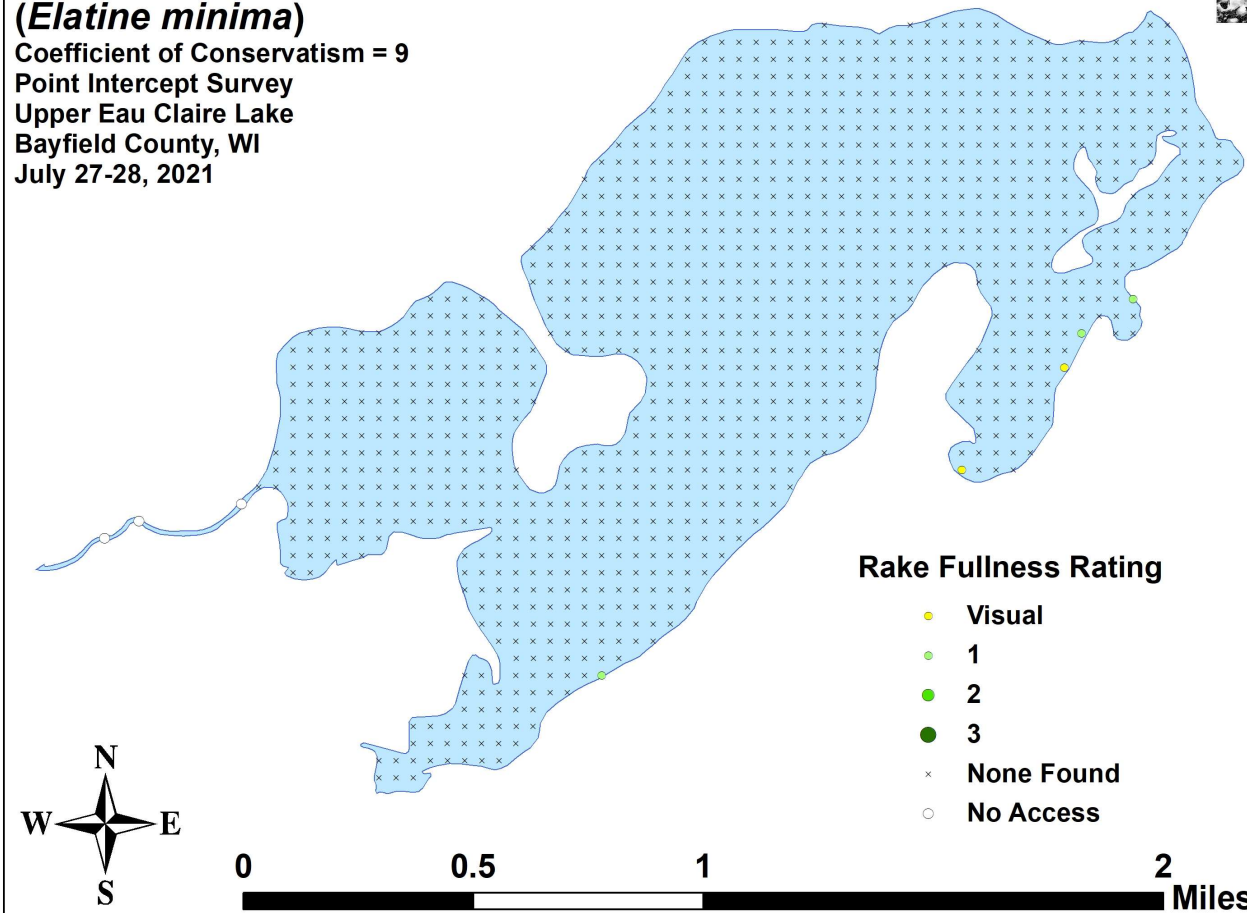 (Elatine minima)
Coefficient of Conservatism = 9
Point Intercept Survey
Upper Eau Claire Lake
Bayfield County, WI
July 27-28, 2021
Rake Fullness Rating
Visual
1
2
3
None Found
No Access
N
W E
S
0 0.5 1 2
Miles